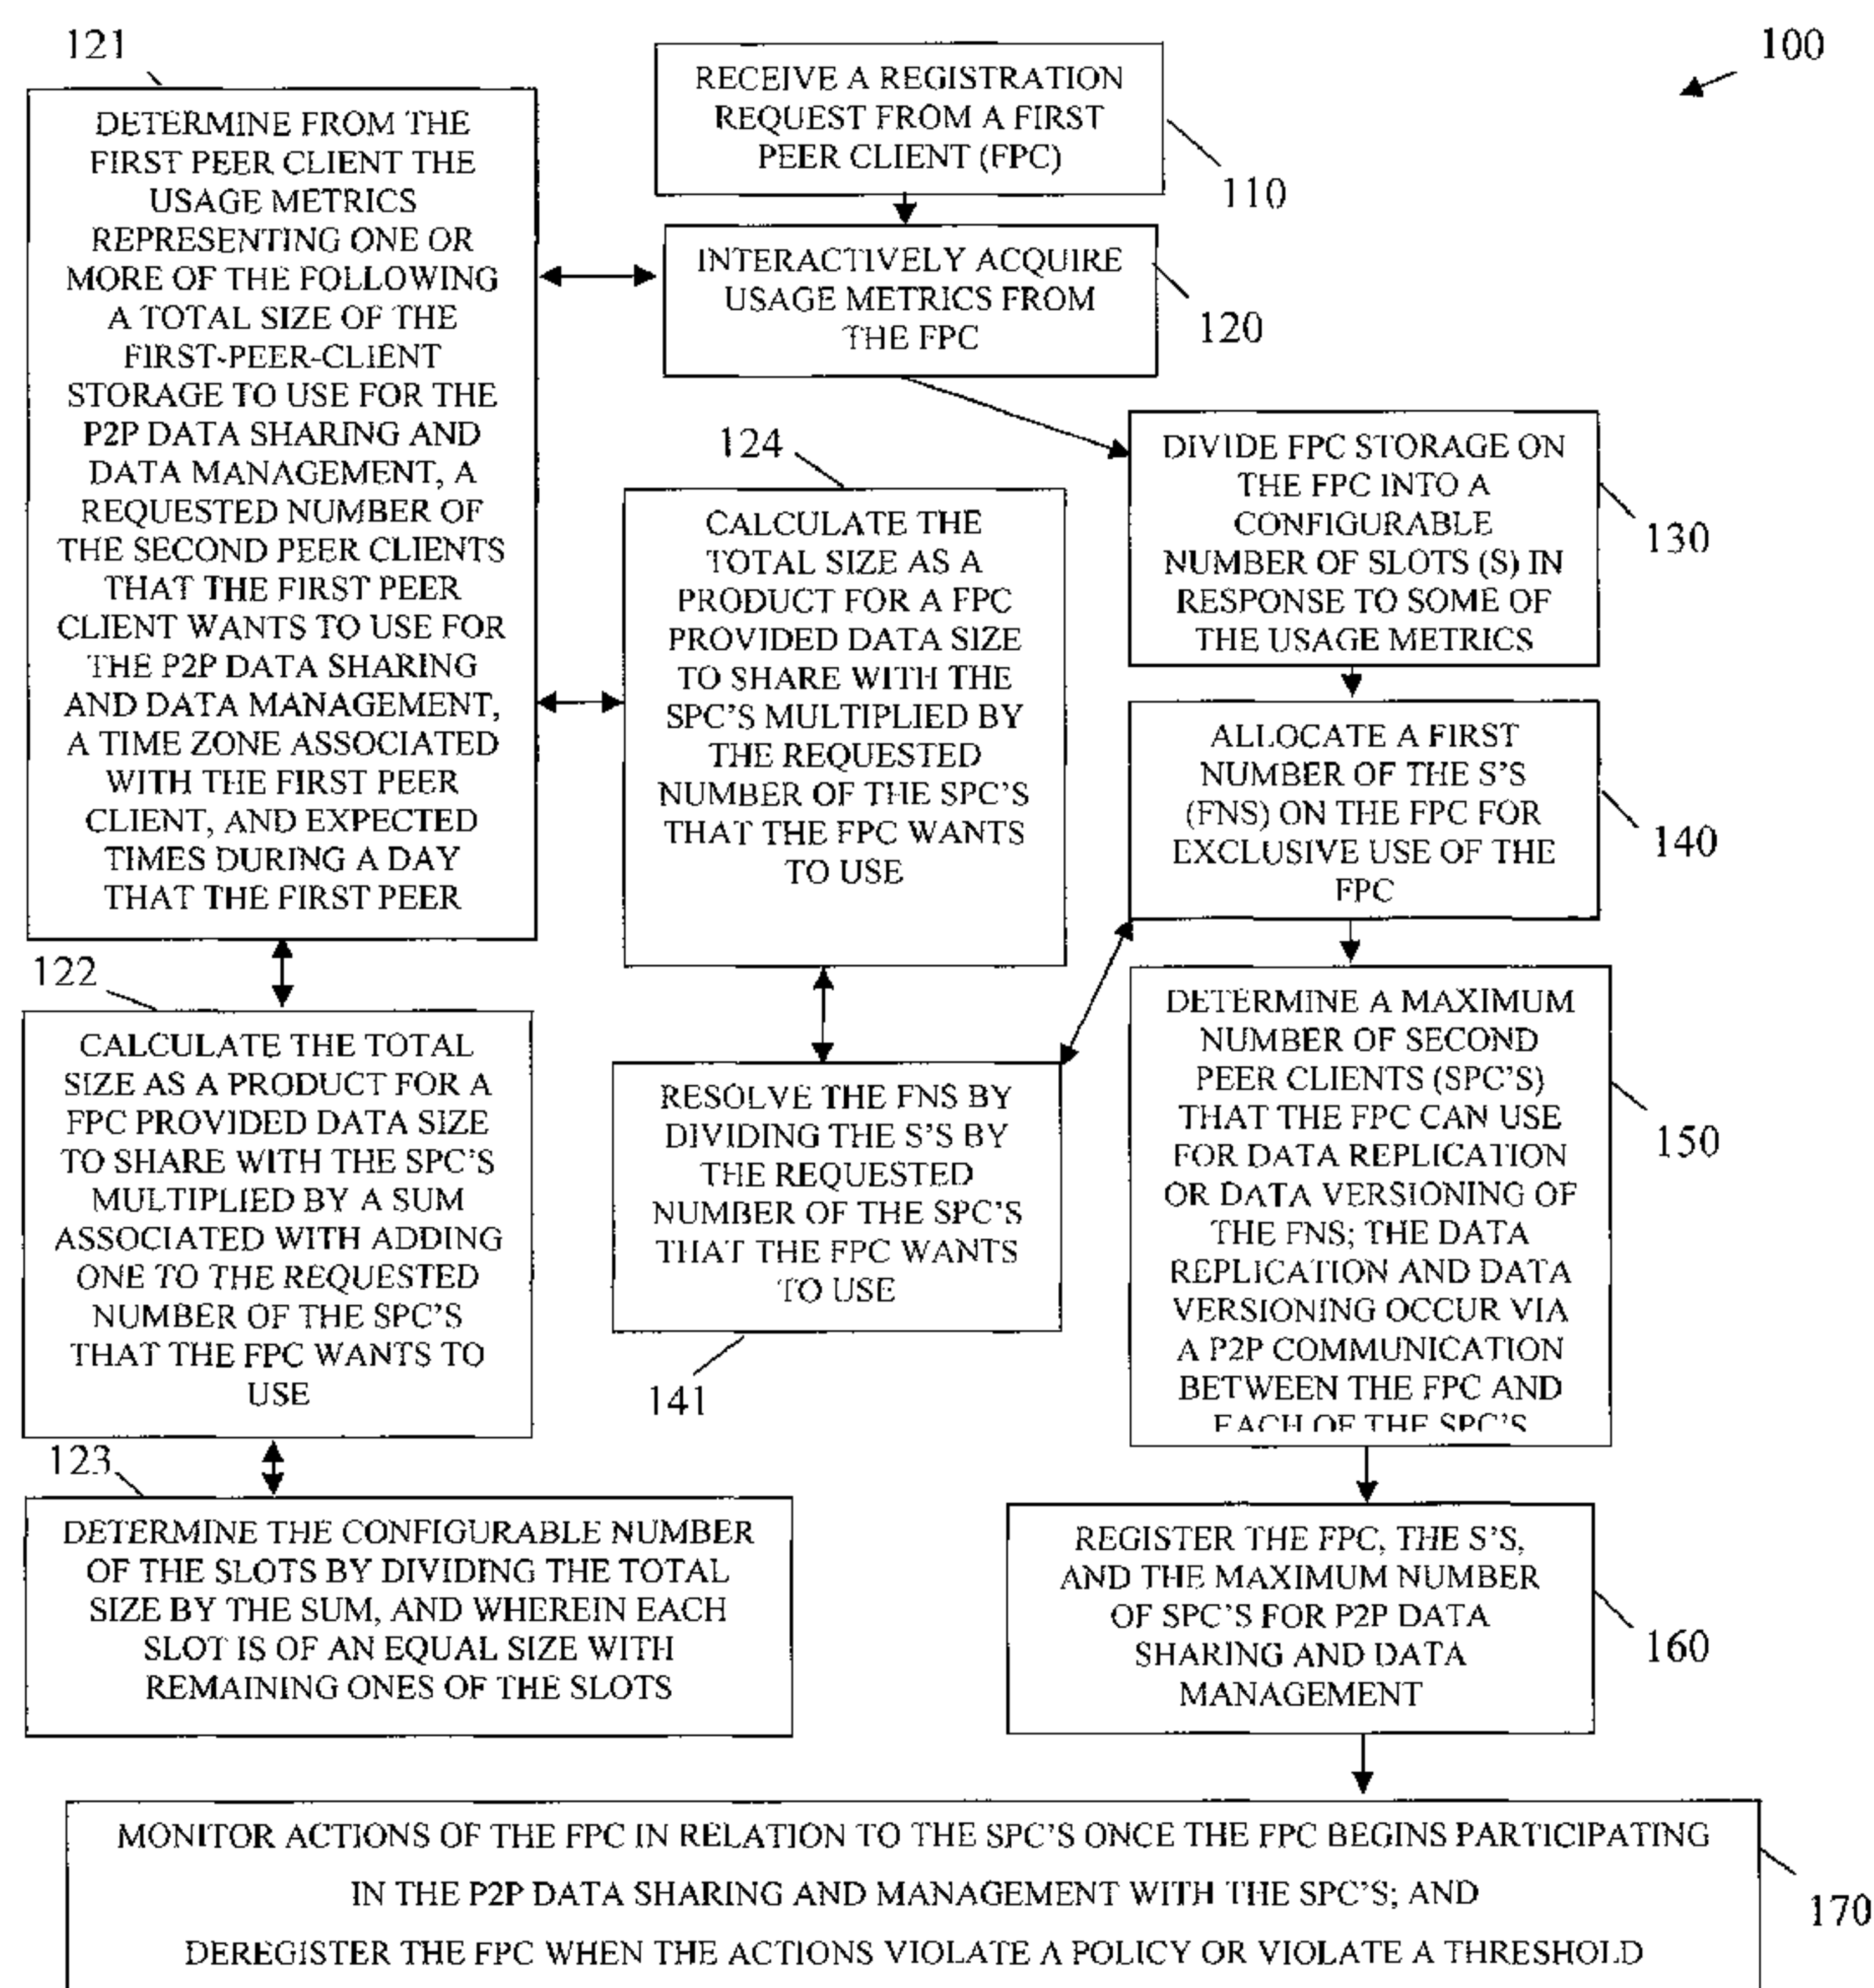 100
121
RECEIVE A REGISTRATION
REQUEST FROM A FIRST
PEER CLIENT (FPC)
110
INTERACTIVELY ACQUIRE
USAGE METRICS FROM
THE FPC
120
DETERMINE FROM THE
FIRST PEER CLIENT THE
USAGE METRICS
REPRESENTING ONE OR
MORE OF THE FOLLOWING
A TOTAL SIZE OF THE
FIRST-PEER-CLIENT
STORAGE TO USE FOR THE
P2P DATA SHARING AND
DATA MANAGEMENT, A
REQUESTED NUMBER OF
THE SECOND PEER CLIENTS
THAT THE FIRST PEER
CLIENT WANTS TO USE FOR
THE P2P DATA SHARING
AND DATA MANAGEMENT,
A TIME ZONE ASSOCIATED
WITH THE FIRST PEER
CLIENT, AND EXPECTED
TIMES DURING A DAY
THAT THE FIRST PEER
124
CALCULATE THE
TOTAL SIZE AS A
PRODUCT FOR A FPC
PROVIDED DATA SIZE
TO SHARE WITH THE
SPC'S MULTIPLIED BY
THE REQUESTED
NUMBER OF THE SPC'S
THAT THE FPC WANTS
TO USE
DIVIDE FPC STORAGE ON
THE FPC INTO A
CONFIGURABLE
NUMBER OF SLOTS (S) IN
RESPONSE TO SOME OF
THE USAGE METRICS
130
ALLOCATE A FIRST
NUMBER OF THE S'S
(FNS) ON THE FPC FOR
EXCLUSIVE USE OF THE
FPC
140
122
CALCULATE THE TOTAL
SIZE AS A PRODUCT FOR A
FPC PROVIDED DATA SIZE
TO SHARE WITH THE SPC'S
MULTIPLIED BY A SUM
ASSOCIATED WITH ADDING
ONE TO THE REQUESTED
NUMBER OF THE SPC'S
THAT THE FPC WANTS TO
USE
RESOLVE THE FNS BY
DIVIDING THE S'S BY
THE REQUESTED
NUMBER OF THE SPC'S
THAT THE FPC WANTS
TO USE
141
DETERMINE A MAXIMUM
NUMBER OF SECOND
PEER CLIENTS (SPC'S)
THAT THE FPC CAN USE
FOR DATA REPLICATION
OR DATA VERSIONING OF
THE FNS; THE DATA
REPLICATION AND DATA
VERSIONING OCCUR VIA
A P2P COMMUNICATION
BETWEEN THE FPC AND
EACH OF THE SPC'S
150
123
DETERMINE THE CONFIGURABLE NUMBER
OF THE SLOTS BY DIVIDING THE TOTAL
SIZE BY THE SUM, AND WHEREIN EACH
SLOT IS OF AN EQUAL SIZE WITH
REMAINING ONES OF THE SLOTS
REGISTER THE FPC, THE S'S,
AND THE MAXIMUM NUMBER
OF SPC'S FOR P2P DATA
SHARING AND DATA
MANAGEMENT
160
MONITOR ACTIONS OF THE FPC IN RELATION TO THE SPC'S ONCE THE FPC BEGINS PARTICIPATING
IN THE P2P DATA SHARING AND MANAGEMENT WITH THE SPC'S; AND
DEREGISTER THE FPC WHEN THE ACTIONS VIOLATE A POLICY OR VIOLATE A THRESHOLD
170